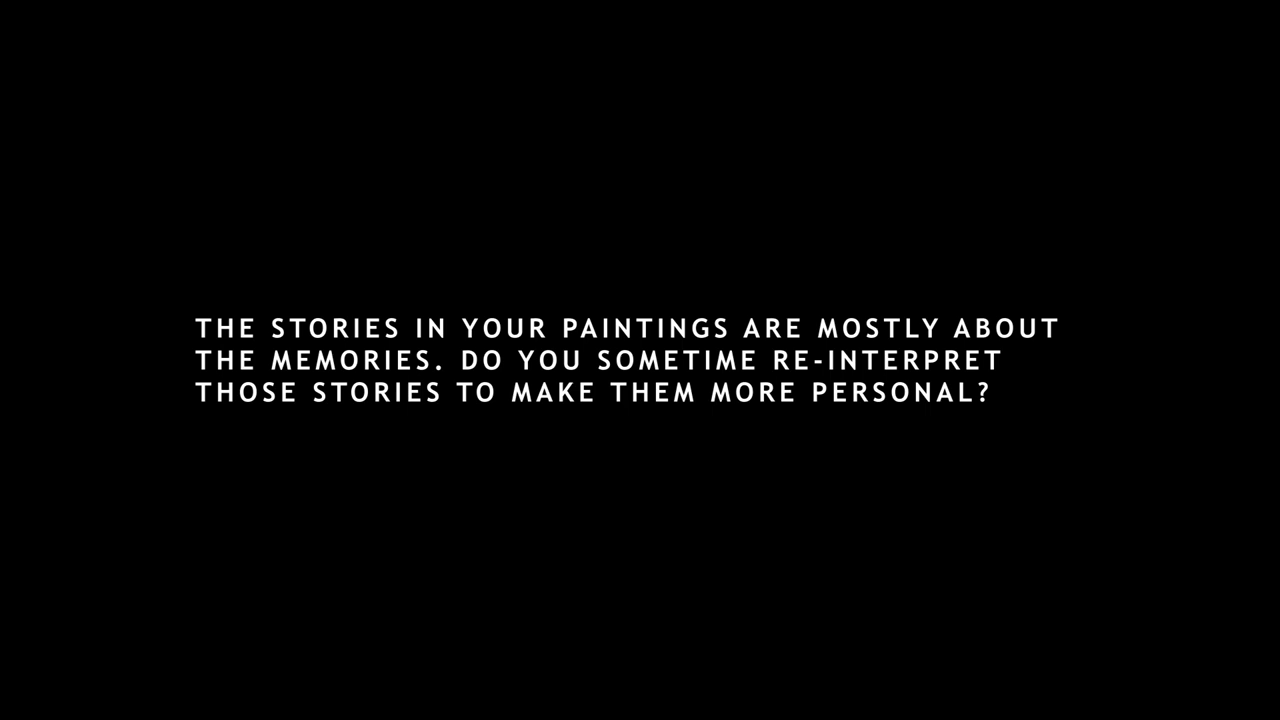 THE STORIES IN YOUR PAINTINGS ARE MOSTLY ABOUT
THE MEMORIES. DO YOU SOMETIME RE-INTERPRET
THOSE STORIES TO MAKE THEM MORE PERSONAL?